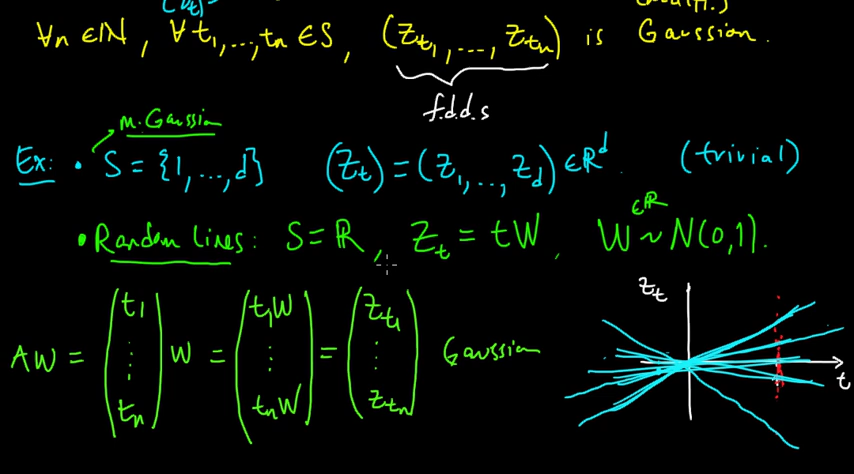 ∀n ∈ ℕ, ∀ t₁,...,tₙ ∈ S, (Z_{t₁},..., Z_{tₙ}) is Gaussian.
f.d.d.s
m. Gaussian
Ex: • S = {1,...,d} (Z_t) = (Z₁,..., Z_d) ∈ ℝᵈ. (trivial)
• Random Lines: S = ℝ, Z_t = tW, W ~ N(0,1).
∈ ℝ
AW = (t₁ ⋮ tₙ) W = (t₁W ⋮ tₙW) = (Z_{t₁} ⋮ Z_{tₙ}) Gaussian
Z_t
t